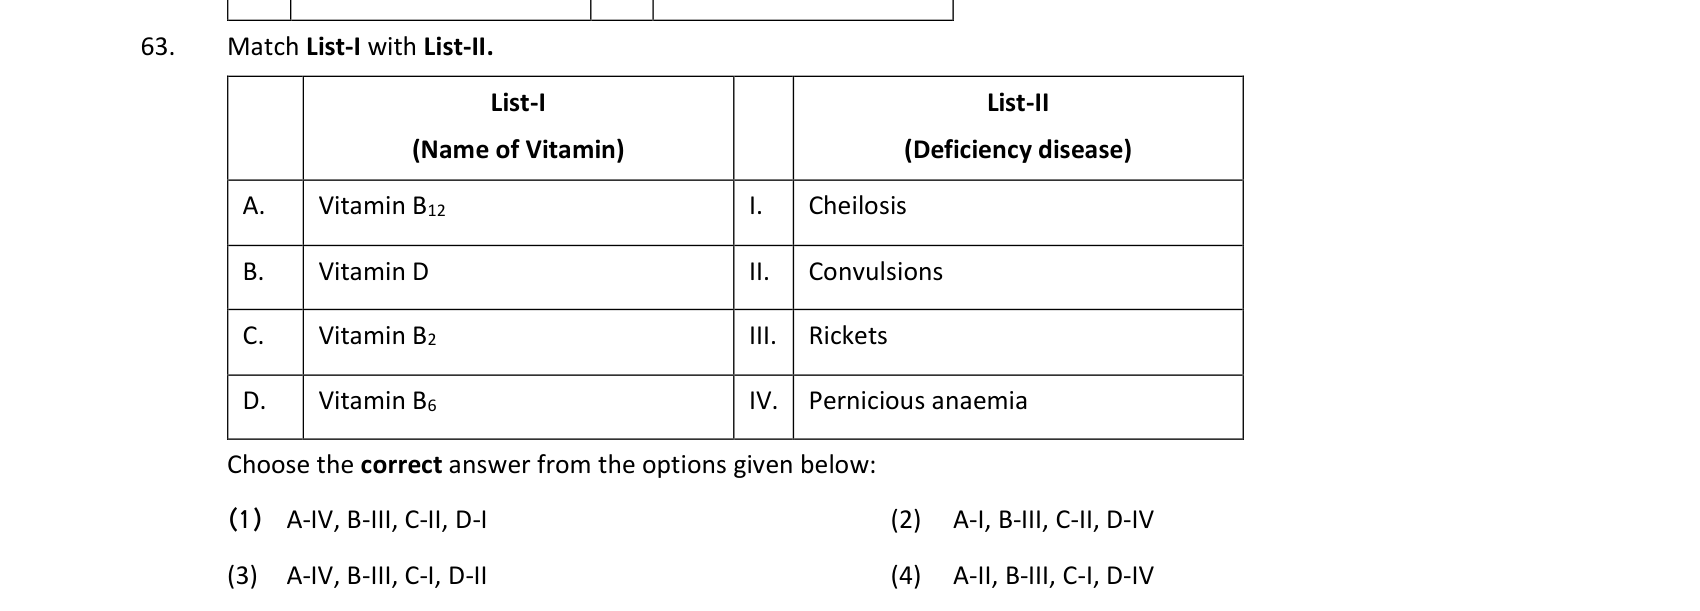 63. Match List-I with List-II.
List-I List-II
(Name of Vitamin) (Deficiency disease)
A. Vitamin B12 I. Cheilosis
B. Vitamin D II. Convulsions
C. Vitamin B2 III. Rickets
D. Vitamin B6 IV. Pernicious anaemia
Choose the correct answer from the options given below:
(1) A-IV, B-III, C-II, D-I (2) A-I, B-III, C-II, D-IV
(3) A-IV, B-III, C-I, D-II (4) A-II, B-III, C-I, D-IV